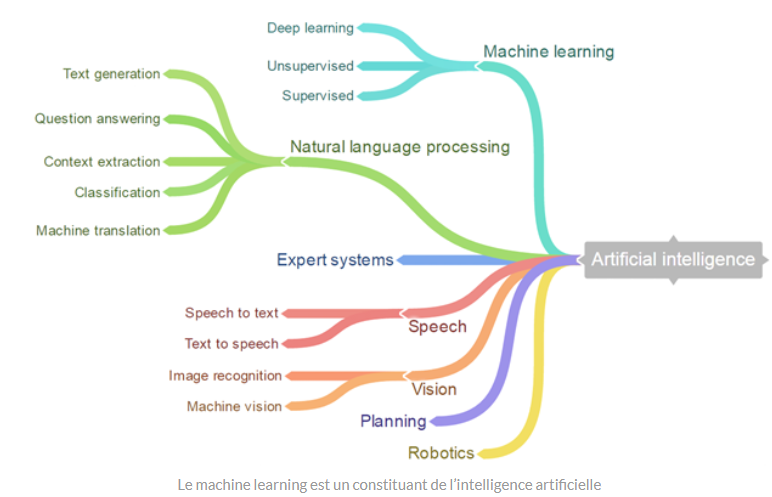 Deep learning
Machine learning
Unsupervised
Supervised
Text generation
Question answering
Natural language processing
Context extraction
Classification
Machine translation
Expert systems
Artificial intelligence
Speech to text
Speech
Text to speech
Image recognition
Vision
Machine vision
Planning
Robotics
Le machine learning est un constituant de l’intelligence artificielle